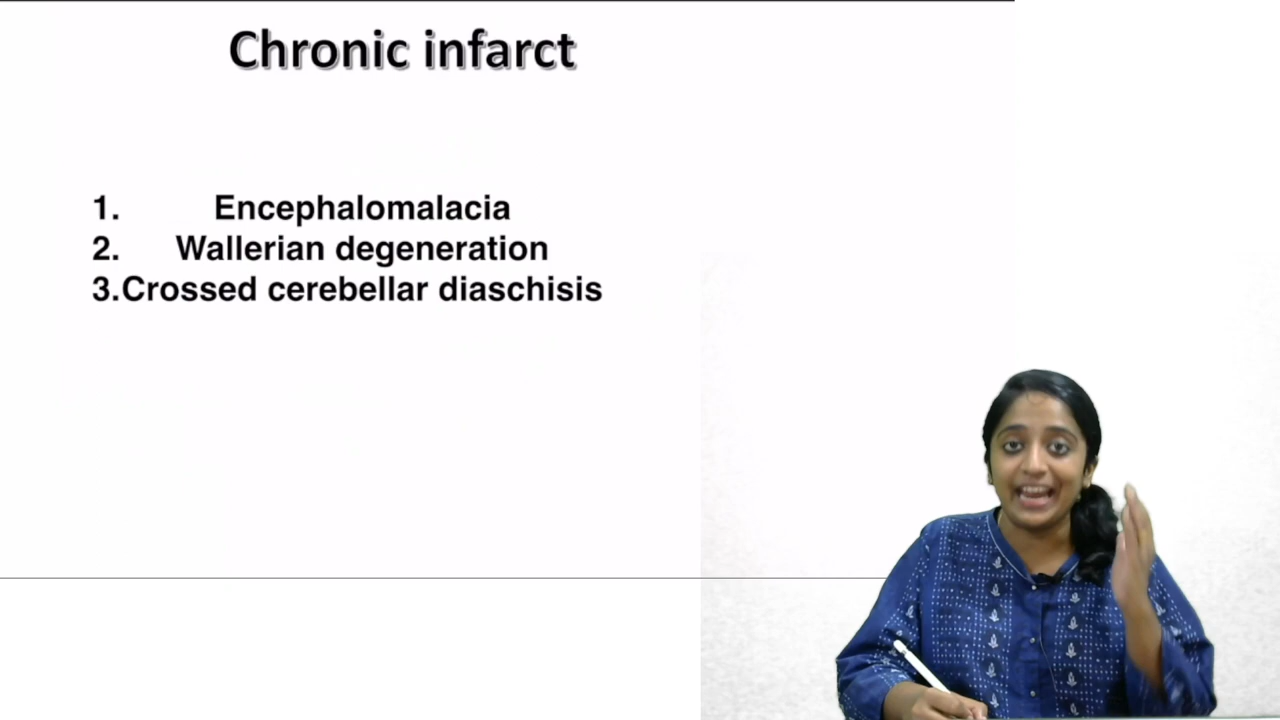 Chronic infarct
1. Encephalomalacia
2. Wallerian degeneration
3.Crossed cerebellar diaschisis